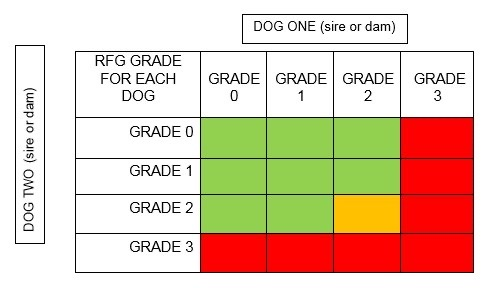 DOG ONE (sire or dam)
DOG TWO (sire or dam)
RFG GRADE
FOR EACH
DOG
GRADE
0
GRADE
1
GRADE
2
GRADE
3
GRADE 0
GRADE 1
GRADE 2
GRADE 3